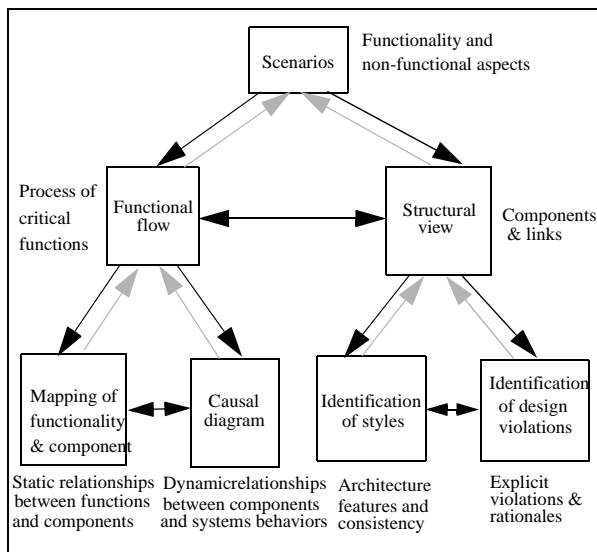 Scenarios
Functionality and
non-functional aspects
Process of
critical
functions
Functional
flow
Structural
view
Components
& links
Mapping of
functionality
& component
Causal
diagram
Identification
of styles
Identification
of design
violations
Static relationships
between functions
and components
Dynamicrelationships
between components
and systems behaviors
Architecture
features and
consistency
Explicit
violations &
rationales